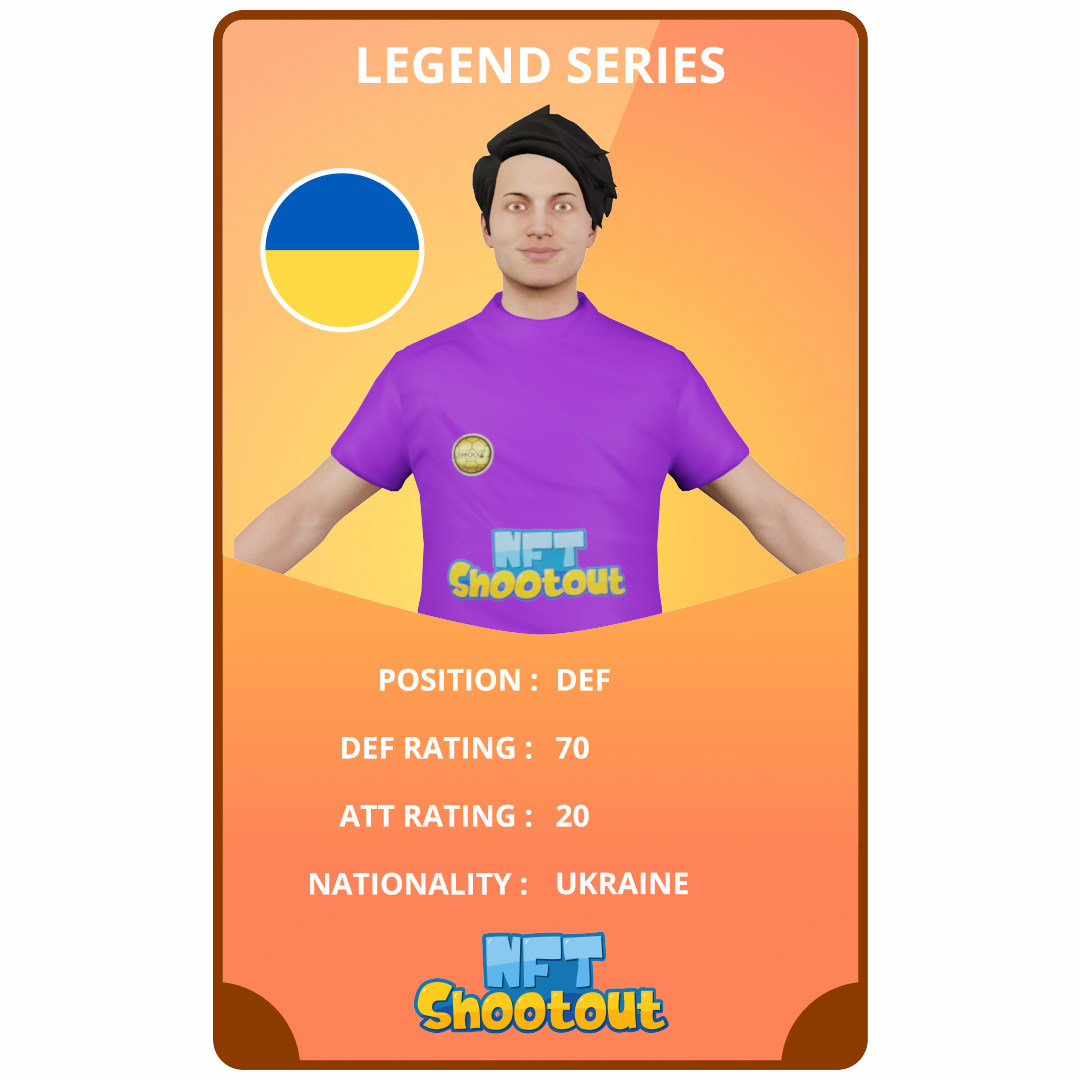 LEGEND SERIES
NFT
Shootout
POSITION : DEF
DEF RATING : 70
ATT RATING : 20
NATIONALITY : UKRAINE
NFT
Shootout